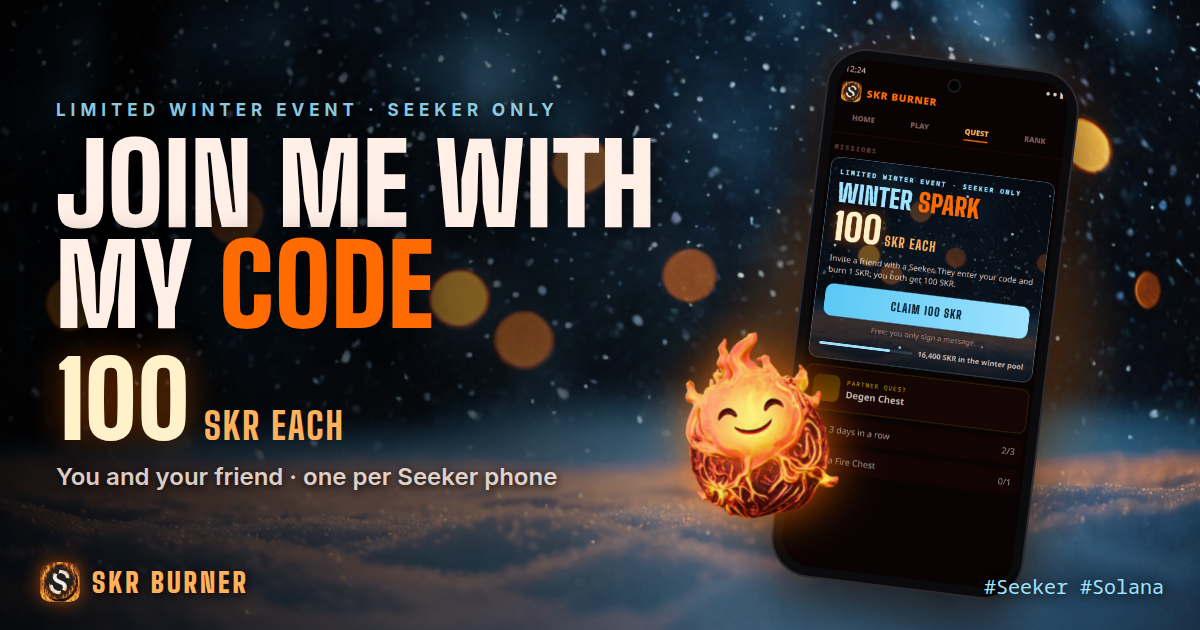 LIMITED WINTER EVENT · SEEKER ONLY
JOIN ME WITH
MY CODE
100 SKR EACH
You and your friend · one per Seeker phone
SKR BURNER
12:24
SKR BURNER
HOME PLAY QUEST RANK
MISSIONS
LIMITED WINTER EVENT · SEEKER ONLY
WINTER SPARK
100 SKR EACH
Invite a friend with a Seeker. They enter your code and
burn 1 SKR; you both get 100 SKR.
CLAIM 100 SKR
Free: you only sign a message.
16,400 SKR in the winter pool
PARTNER QUEST
Degen Chest
3 days in a row 2/3
a Fire Chest 0/1
#Seeker #Solana